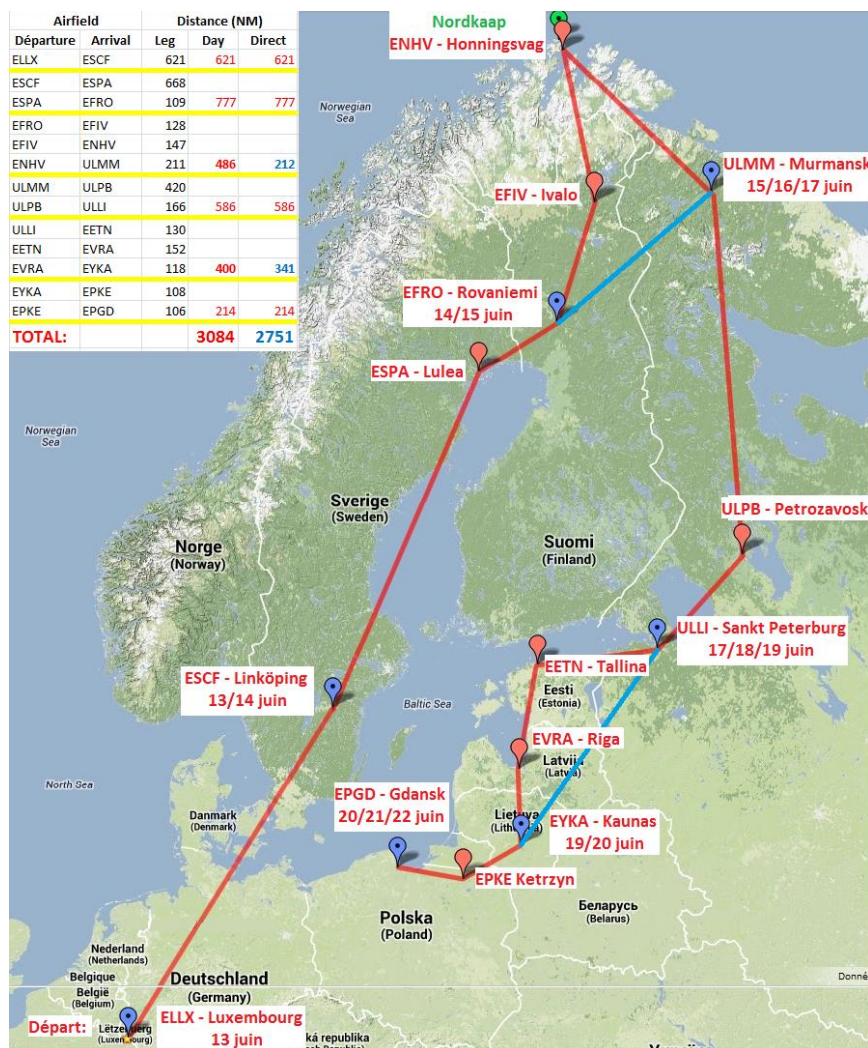 Airfield Distance (NM)
Départure Arrival Leg Day Direct
ELLX ESCF 621 621 621
ESCF ESPA 668
ESPA EFRO 109 777 777
EFRO EFIV 128
EFIV ENHV 147
ENHV ULMM 211 486 212
ULMM ULPB 420
ULPB ULLI 166 586 586
ULLI EETN 130
EETN EVRA 152
EVRA EYKA 118 400 341
EYKA EPKE 108
EPKE EPGD 106 214 214
TOTAL: 3084 2751
Nordkaap
ENHV - Honningsvag
Norwegian
Sea
ULMM - Murmansk
15/16/17 juin
EFIV - Ivalo
EFRO - Rovaniemi
14/15 juin
ESPA - Lulea
Norwegian
Sea
Sverige
(Sweden)
ULPB - Petrozavosk
Norge
(Norway)
Suomi
(Finland)
ULLI - Sankt Peterburg
17/18/19 juin
EETN - Tallina
ESCF - Linköping
13/14 juin
Eesti
(Estonia)
Baltic Sea
EVRA - Riga
Latvija
(Latvia)
North Sea
EPGD - Gdansk
20/21/22 juin
Danmark
(Denmark)
EYKA - Kaunas
19/20 juin
EPKE Ketrzyn
Беларусь
(Belarus)
Polska
(Poland)
Nederland
(Netherlands)
België
Belgique
(Belgium)
Deutschland
(Germany)
Donné
Départ:
ELLX - Luxembourg
13 juin